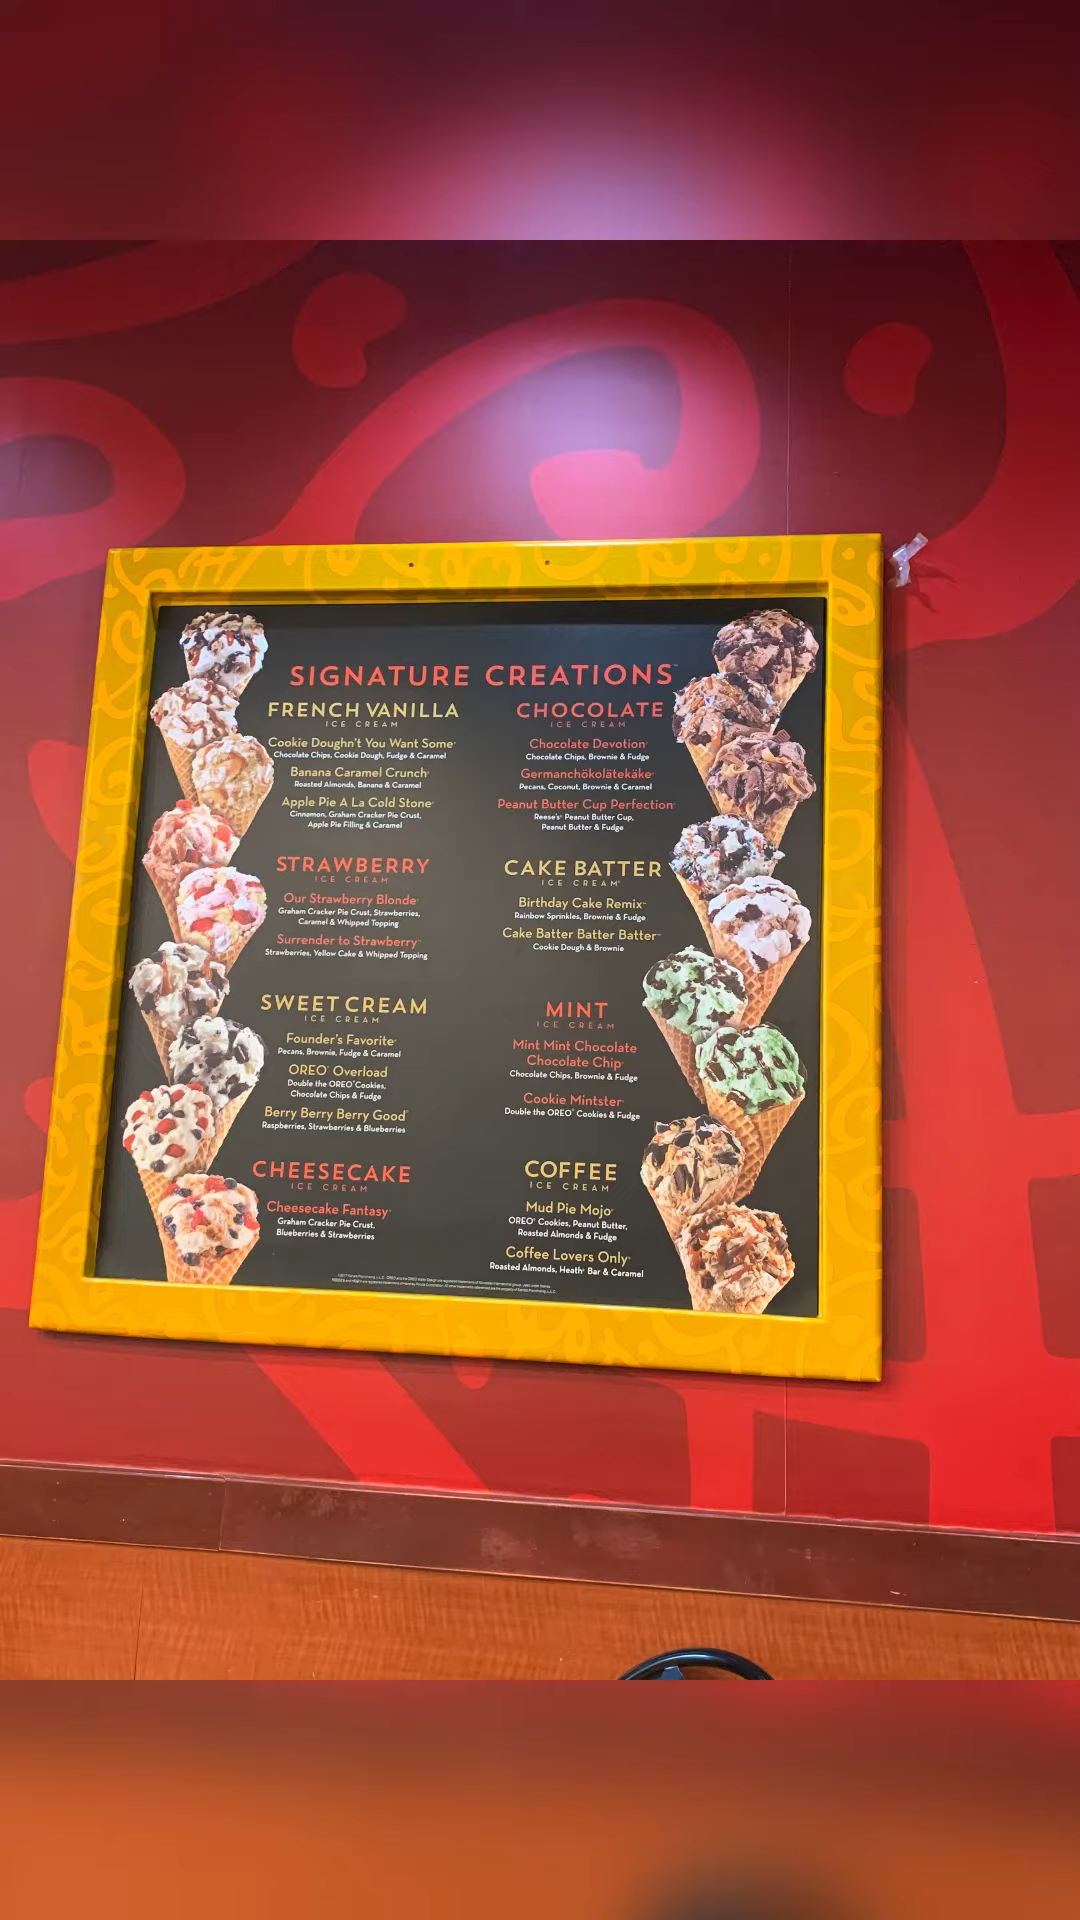 SIGNATURE CREATIONS™
FRENCH VANILLA
ICE CREAM
Cookie Doughn't You Want Some®
Chocolate Chips, Cookie Dough, Fudge & Caramel
Banana Caramel Crunch®
Roasted Almonds, Banana & Caramel
Apple Pie A La Cold Stone®
Cinnamon, Graham Cracker Pie Crust,
Apple Pie Filling & Caramel
STRAWBERRY
ICE CREAM
Our Strawberry Blonde®
Graham Cracker Pie Crust, Strawberries,
Caramel & Whipped Topping
Surrender to Strawberry™
Strawberries, Yellow Cake & Whipped Topping
SWEET CREAM
ICE CREAM
Founder's Favorite®
Pecans, Brownie, Fudge & Caramel
OREO® Overload
Double the OREO® Cookies,
Chocolate Chips & Fudge
Berry Berry Berry Good®
Raspberries, Strawberries & Blueberries
CHEESECAKE
ICE CREAM
Cheesecake Fantasy®
Graham Cracker Pie Crust,
Blueberries & Strawberries
CHOCOLATE
ICE CREAM
Chocolate Devotion®
Chocolate Chips, Brownie & Fudge
Germanchökolätekäke®
Pecans, Coconut, Brownie & Caramel
Peanut Butter Cup Perfection®
Reese's® Peanut Butter Cup,
Peanut Butter & Fudge
CAKE BATTER
ICE CREAM®
Birthday Cake Remix™
Rainbow Sprinkles, Brownie & Fudge
Cake Batter Batter Batter™
Cookie Dough & Brownie
MINT
ICE CREAM
Mint Mint Chocolate
Chocolate Chip®
Chocolate Chips, Brownie & Fudge
Cookie Mintster®
Double the OREO® Cookies & Fudge
COFFEE
ICE CREAM
Mud Pie Mojo®
OREO® Cookies, Peanut Butter,
Roasted Almonds & Fudge
Coffee Lovers Only®
Roasted Almonds, Heath® Bar & Caramel